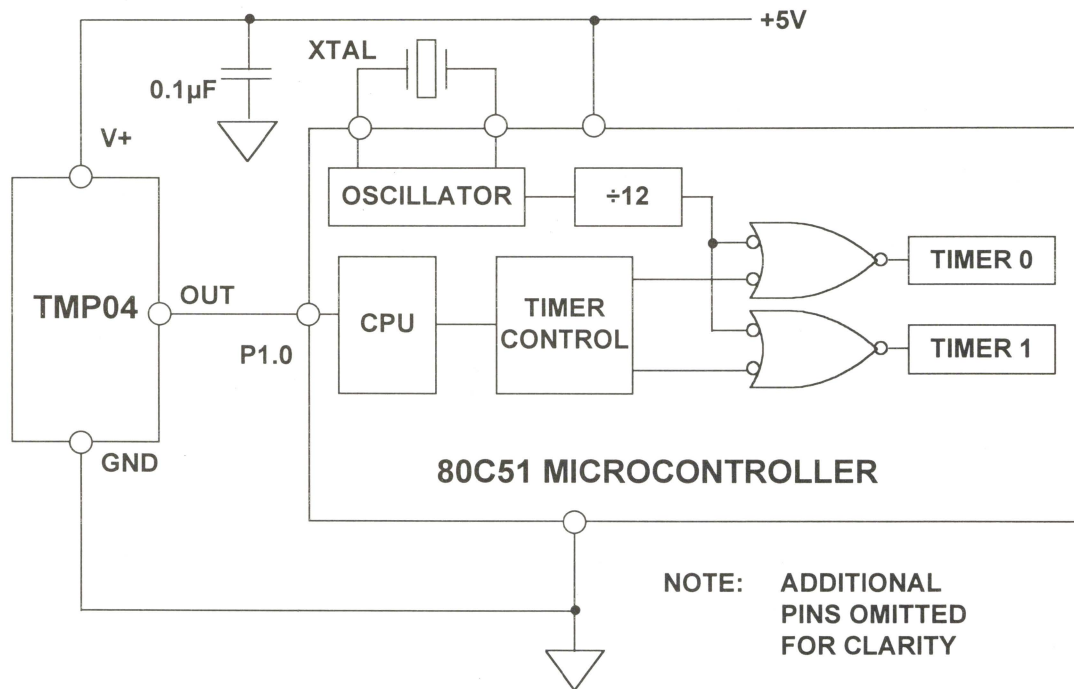 +5V
XTAL
0.1µF
V+
OSCILLATOR
÷12
TMP04
OUT
P1.0
CPU
TIMER
CONTROL
TIMER 0
TIMER 1
GND
80C51 MICROCONTROLLER
NOTE: ADDITIONAL
PINS OMITTED
FOR CLARITY